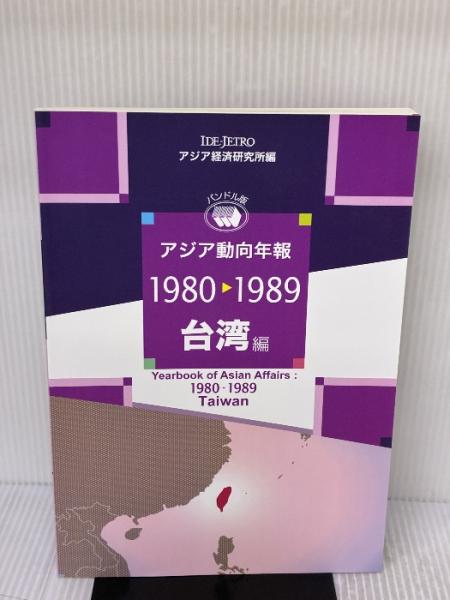 IDE-JETRO
アジア経済研究所編
バンドル版
アジア動向年報
1980▶1989
台湾編
Yearbook of Asian Affairs :
1980 - 1989
Taiwan